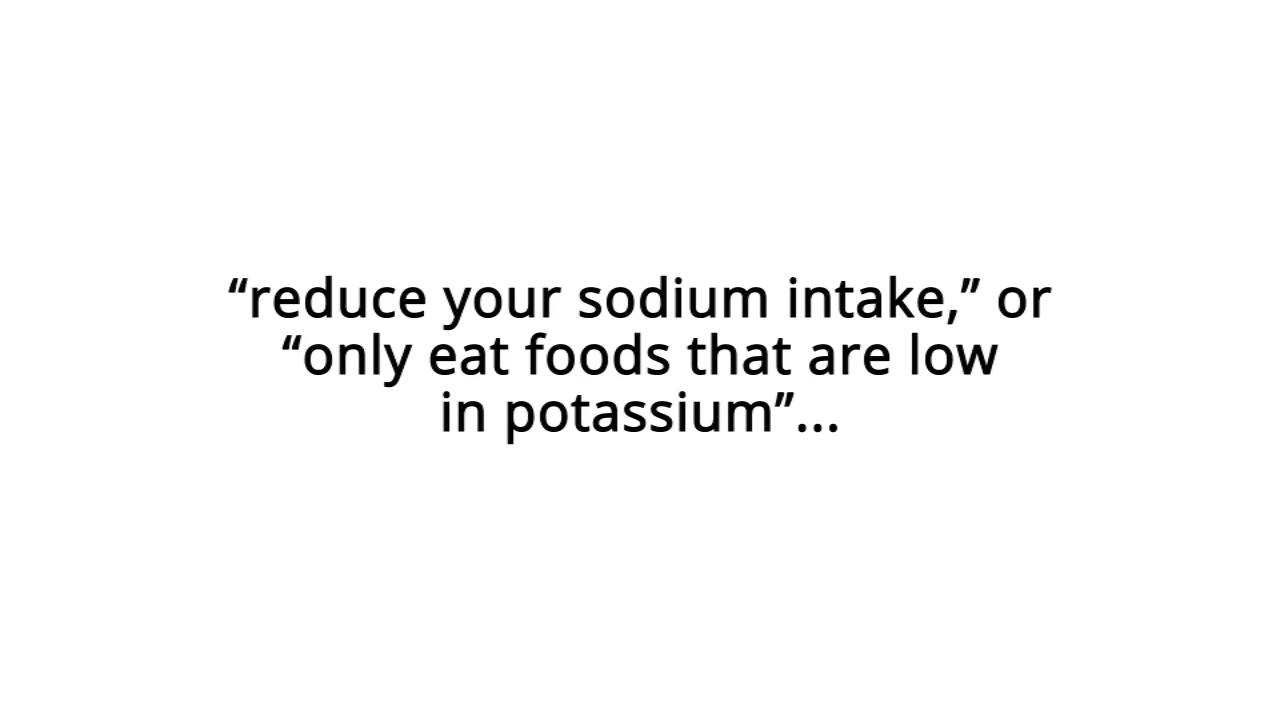 “reduce your sodium intake,” or
“only eat foods that are low
in potassium”...